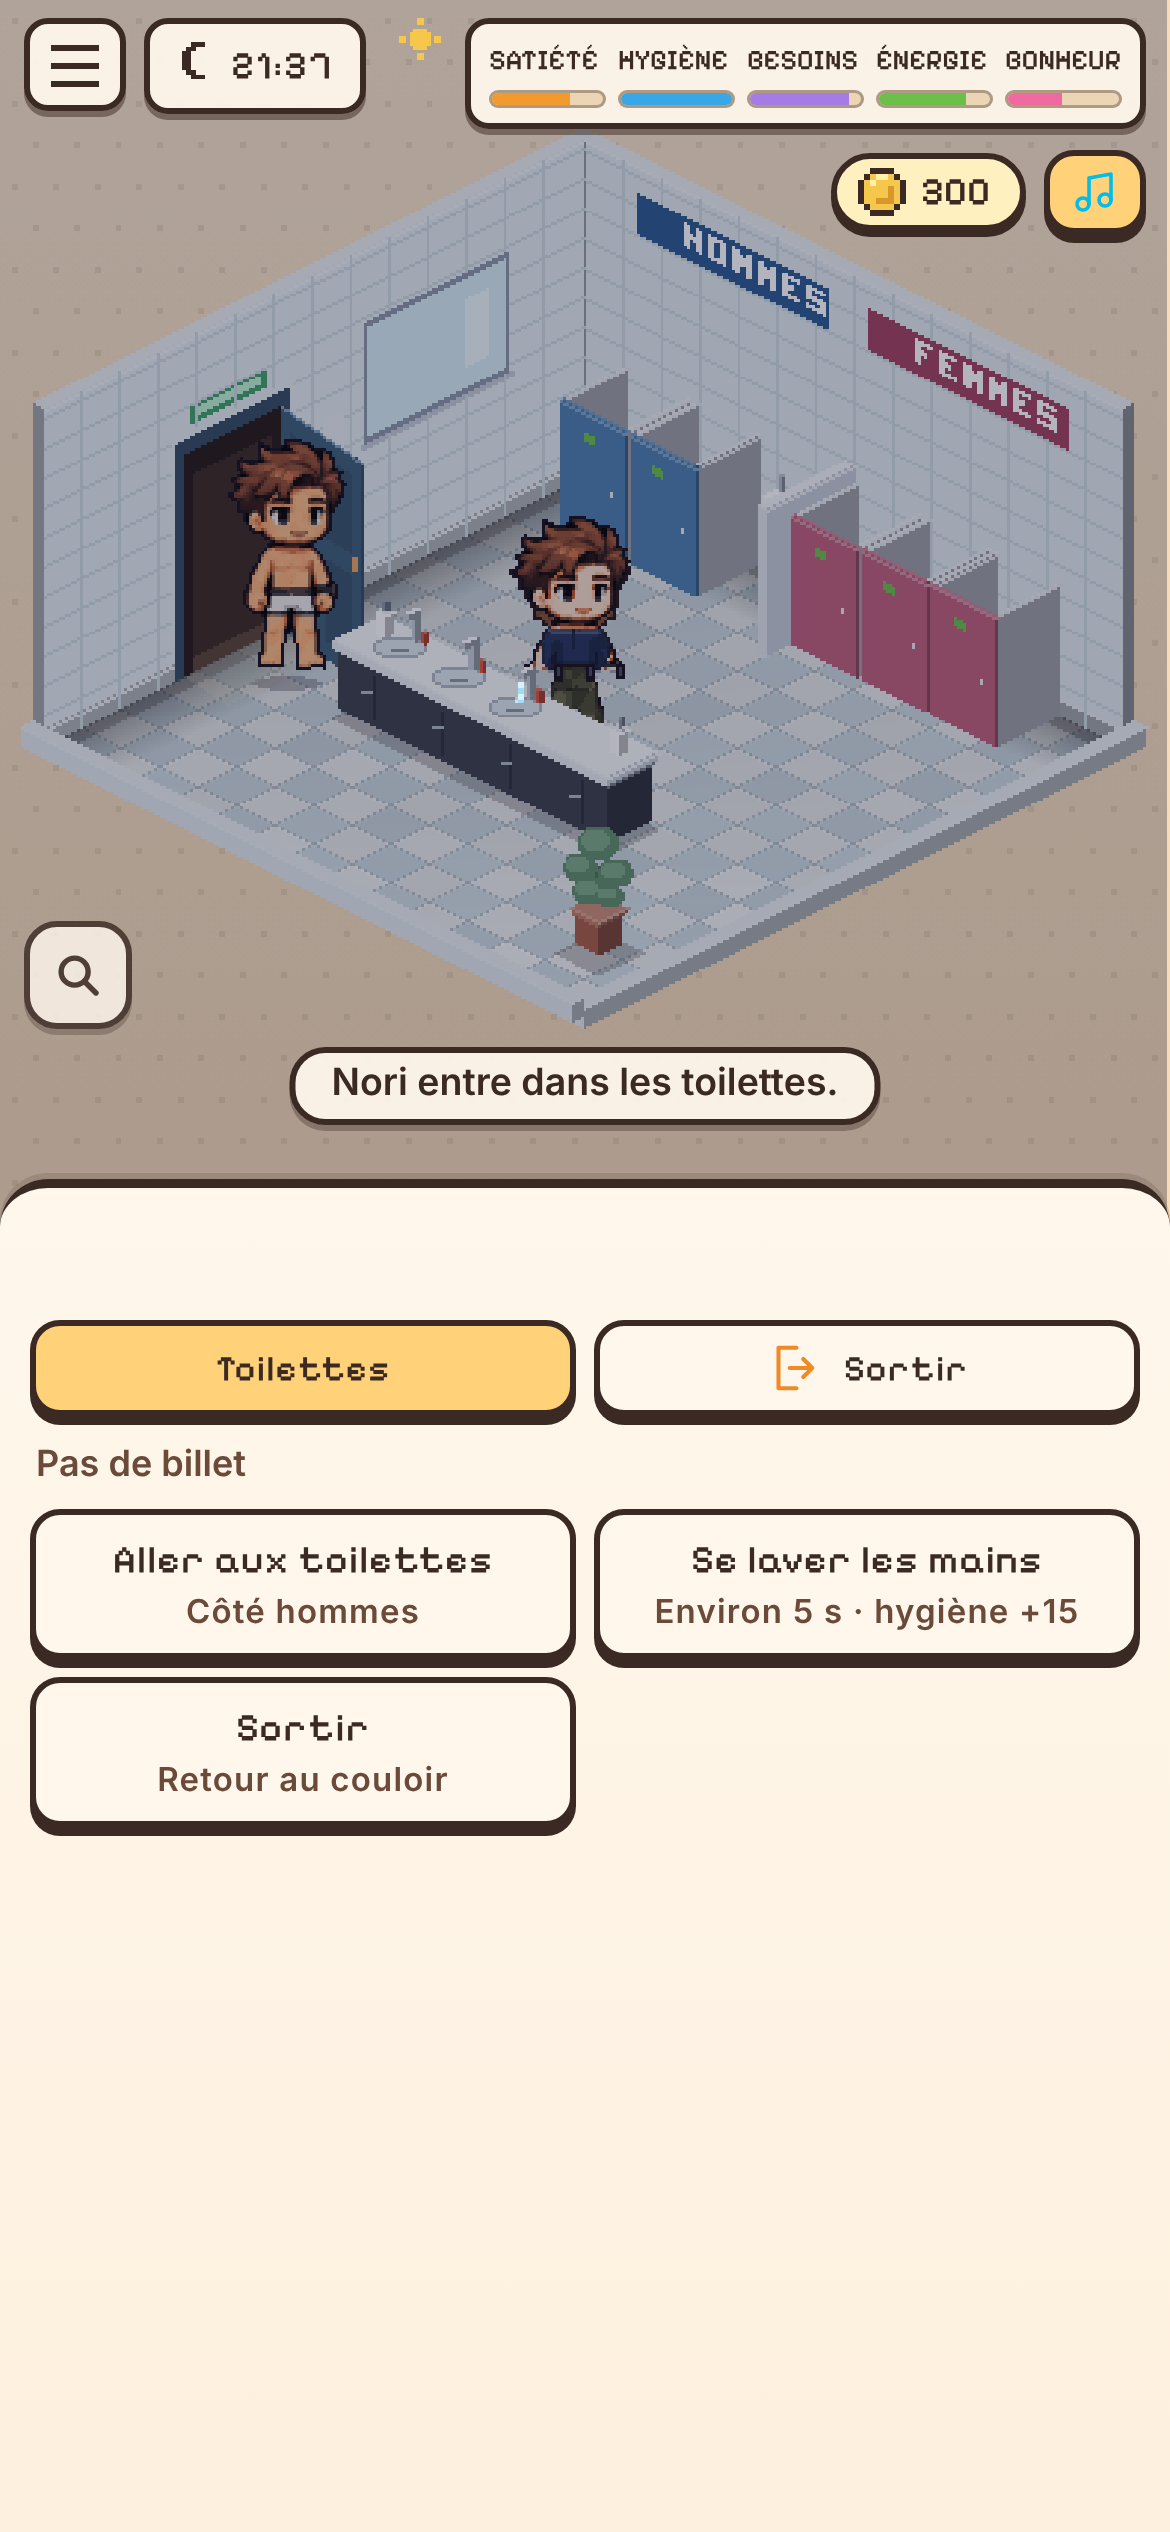 21:37
SATIÉTÉ HYGIÈNE BESOINS ÉNERGIE BONHEUR
300
HOMMES
FEMMES
Nori entre dans les toilettes.
Toilettes
Sortir
Pas de billet
Aller aux toilettes
Côté hommes
Se laver les mains
Environ 5 s · hygiène +15
Sortir
Retour au couloir